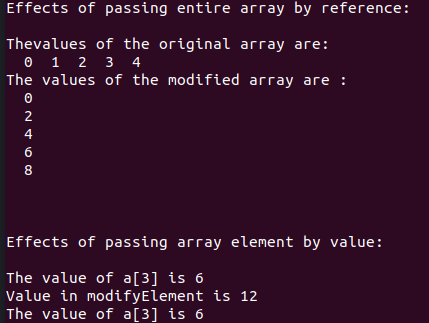 Effects of passing entire array by reference:
Thevalues of the original array are:
0 1 2 3 4
The values of the modified array are :
0
2
4
6
8
Effects of passing array element by value:
The value of a[3] is 6
Value in modifyElement is 12
The value of a[3] is 6